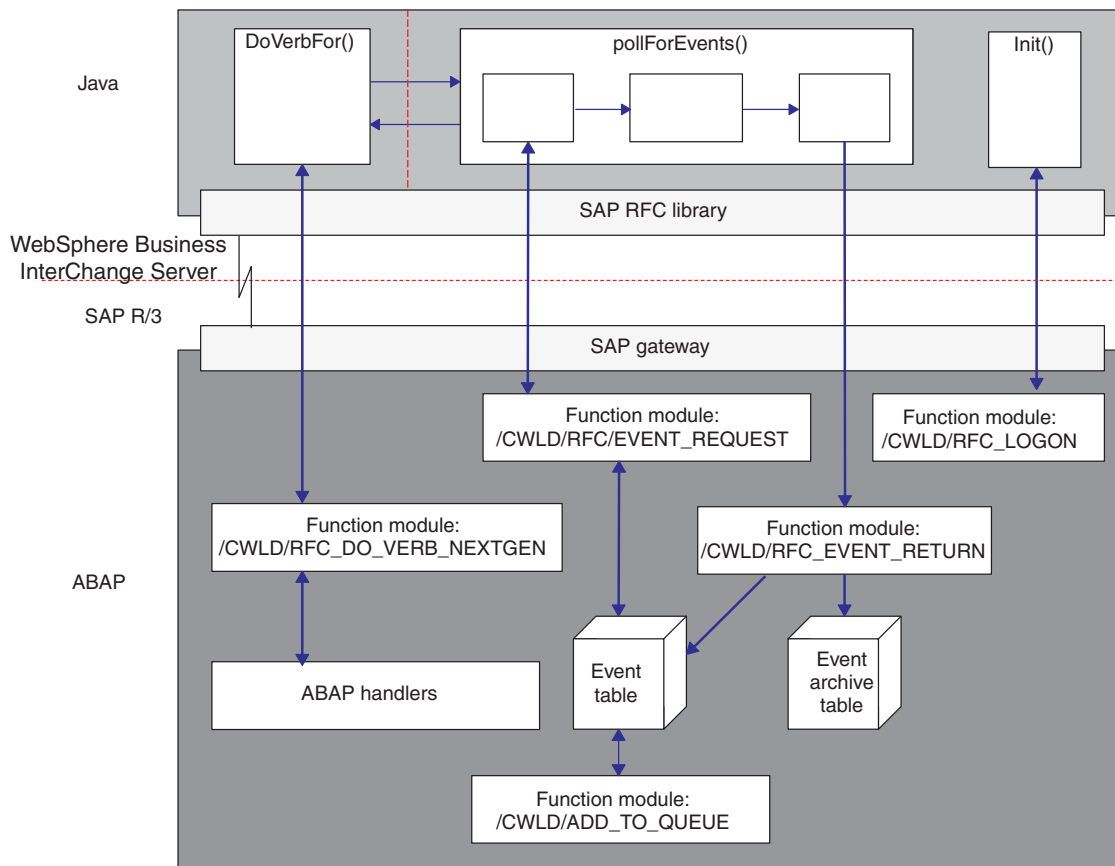 DoVerbFor()
pollForEvents()
Init()
Java
SAP RFC library
WebSphere Business
InterChange Server
SAP R/3
SAP gateway
Function module:
/CWLD/RFC/EVENT_REQUEST
Function module:
/CWLD/RFC_LOGON
Function module:
/CWLD/RFC_DO_VERB_NEXTGEN
Function module:
/CWLD/RFC_EVENT_RETURN
ABAP
ABAP handlers
Event
table
Event
archive
table
Function module:
/CWLD/ADD_TO_QUEUE